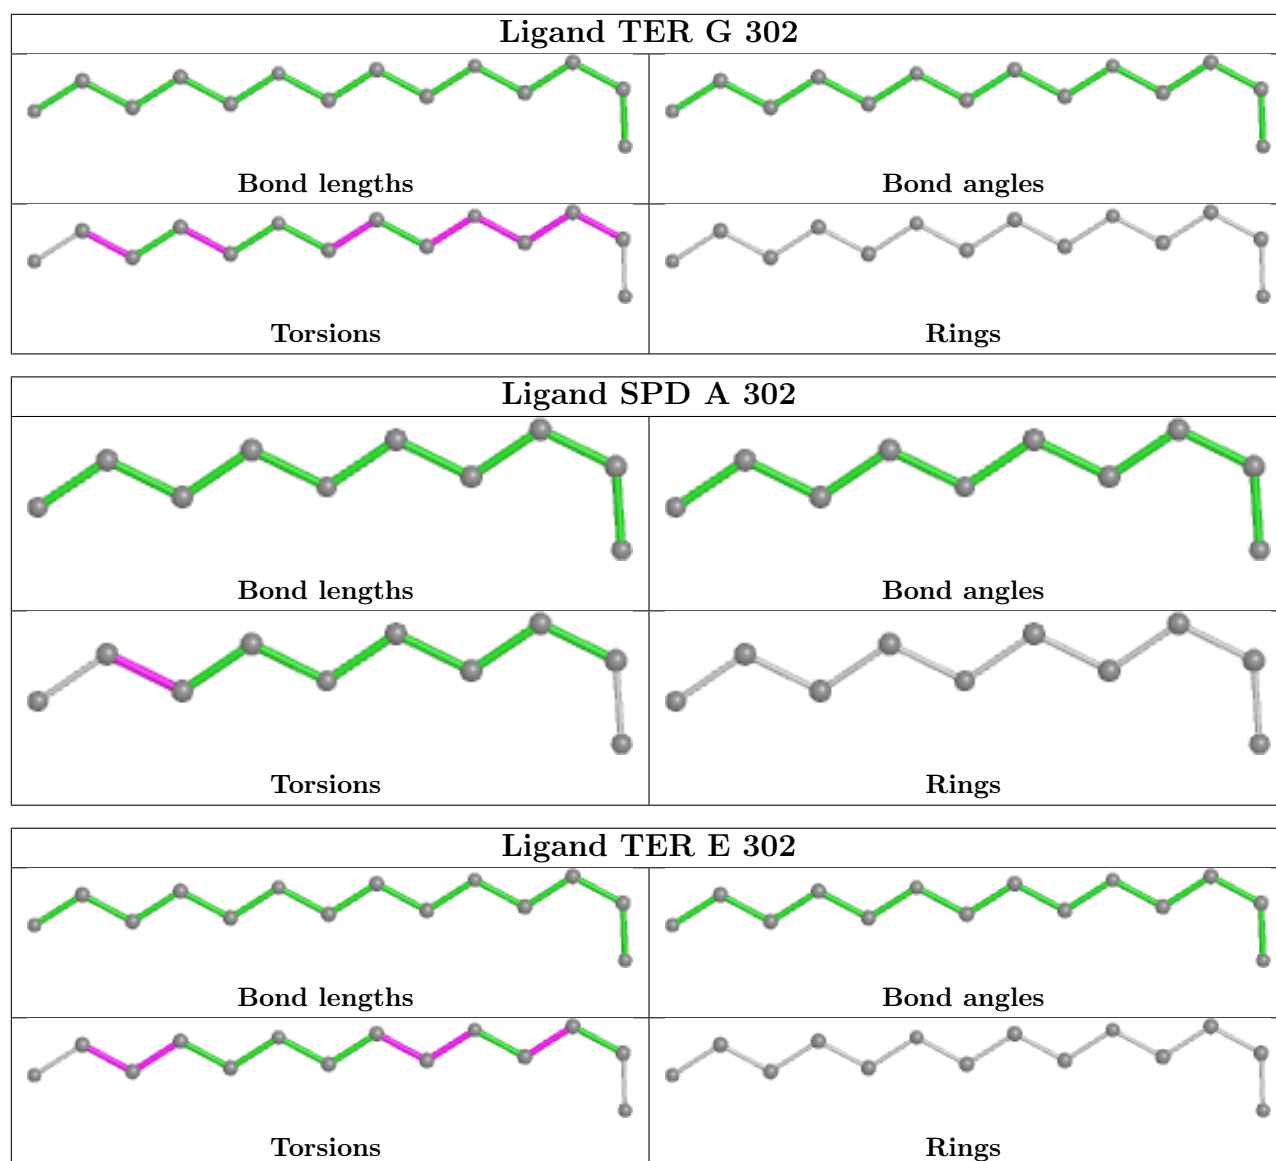 Ligand TER G 302
Bond lengths
Bond angles
Torsions
Rings
Ligand SPD A 302
Bond lengths
Bond angles
Torsions
Rings
Ligand TER E 302
Bond lengths
Bond angles
Torsions
Rings